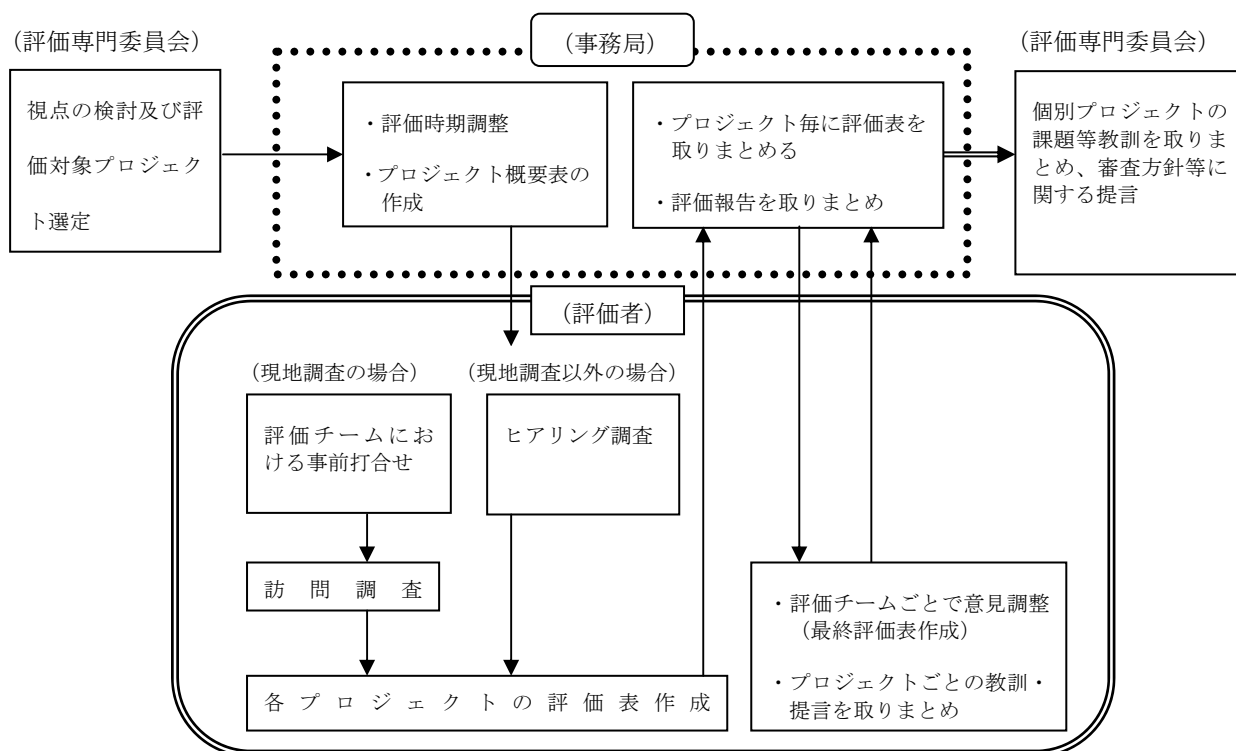 (評価専門委員会)
視点の検討及び評
価対象プロジェク
ト選定
(事務局)
・評価時期調整
・プロジェクト概要表の
作成
・プロジェクト毎に評価表を
取りまとめる
・評価報告を取りまとめ
(評価専門委員会)
個別プロジェクトの
課題等教訓を取りま
とめ、審査方針等に
関する提言
(評価者)
(現地調査の場合)
評価チームにお
ける事前打合せ
訪問調査
(現地調査以外の場合)
ヒアリング調査
各プロジェクトの評価表作成
・評価チームごとで意見調整
(最終評価表作成)
・プロジェクトごとの教訓・
提言を取りまとめ